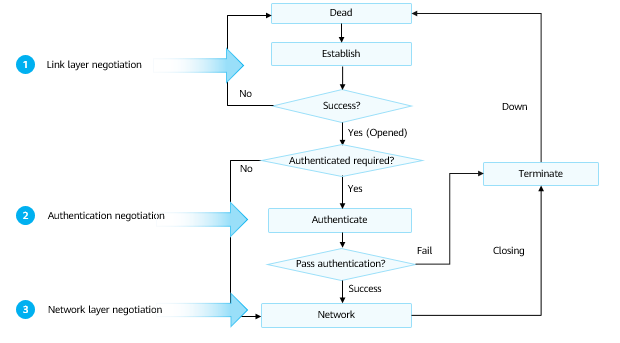 Dead
Establish
1 Link layer negotiation
No
Success?
Down
Yes (Opened)
Authenticated required?
No
Terminate
Yes
2 Authentication negotiation
Authenticate
Fail
Closing
Pass authentication?
Success
3 Network layer negotiation
Network